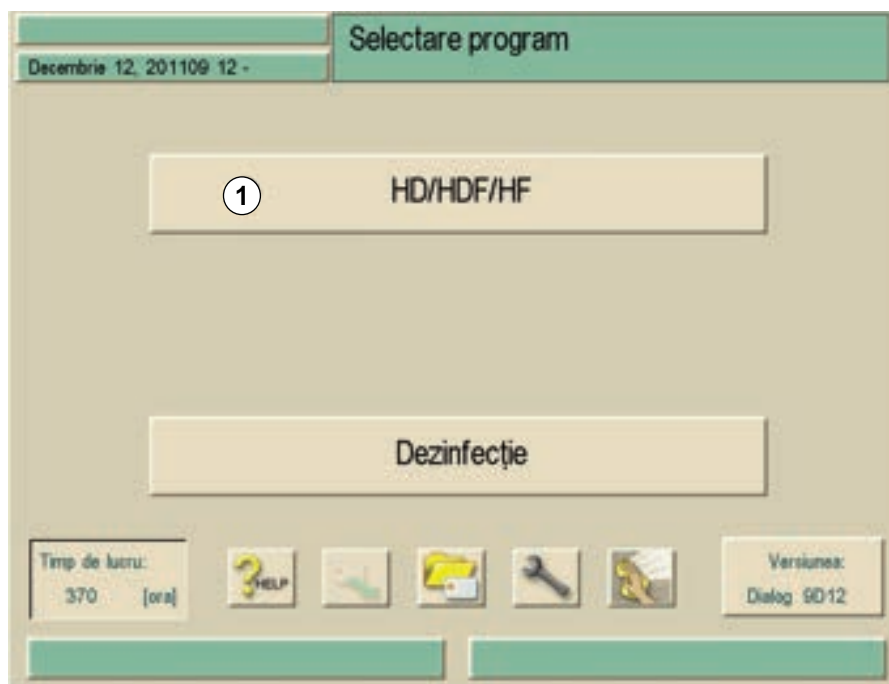 Selectare program
Decembrie 12, 201109 12 -
1 HD/HDF/HF
Dezinfecție
Timp de lucru:
370 [ora]
HELP
Versiunea:
Dialog 9D12